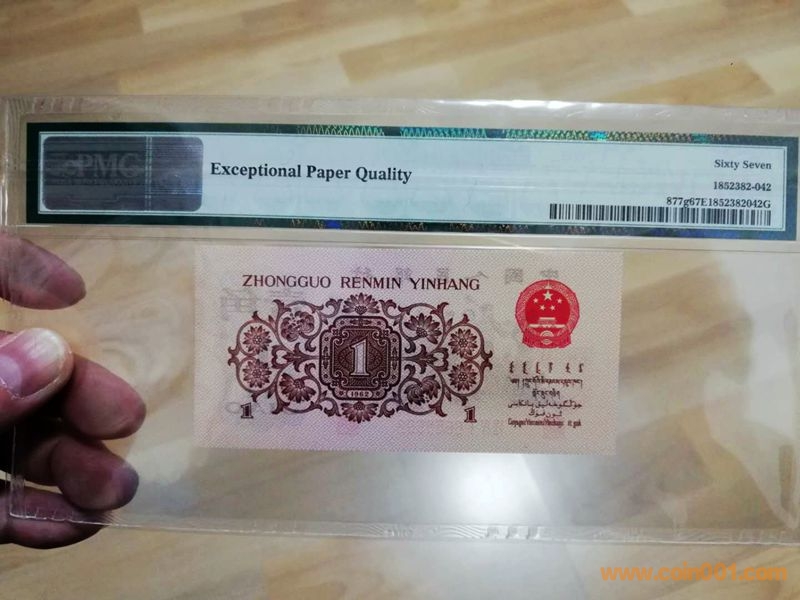 PMG
Exceptional Paper Quality
Sixty Seven
1852382-042
877g67E1852382042G
ZHONGGUO RENMIN YINHANG
1
1962
1 1
www.coin001.com